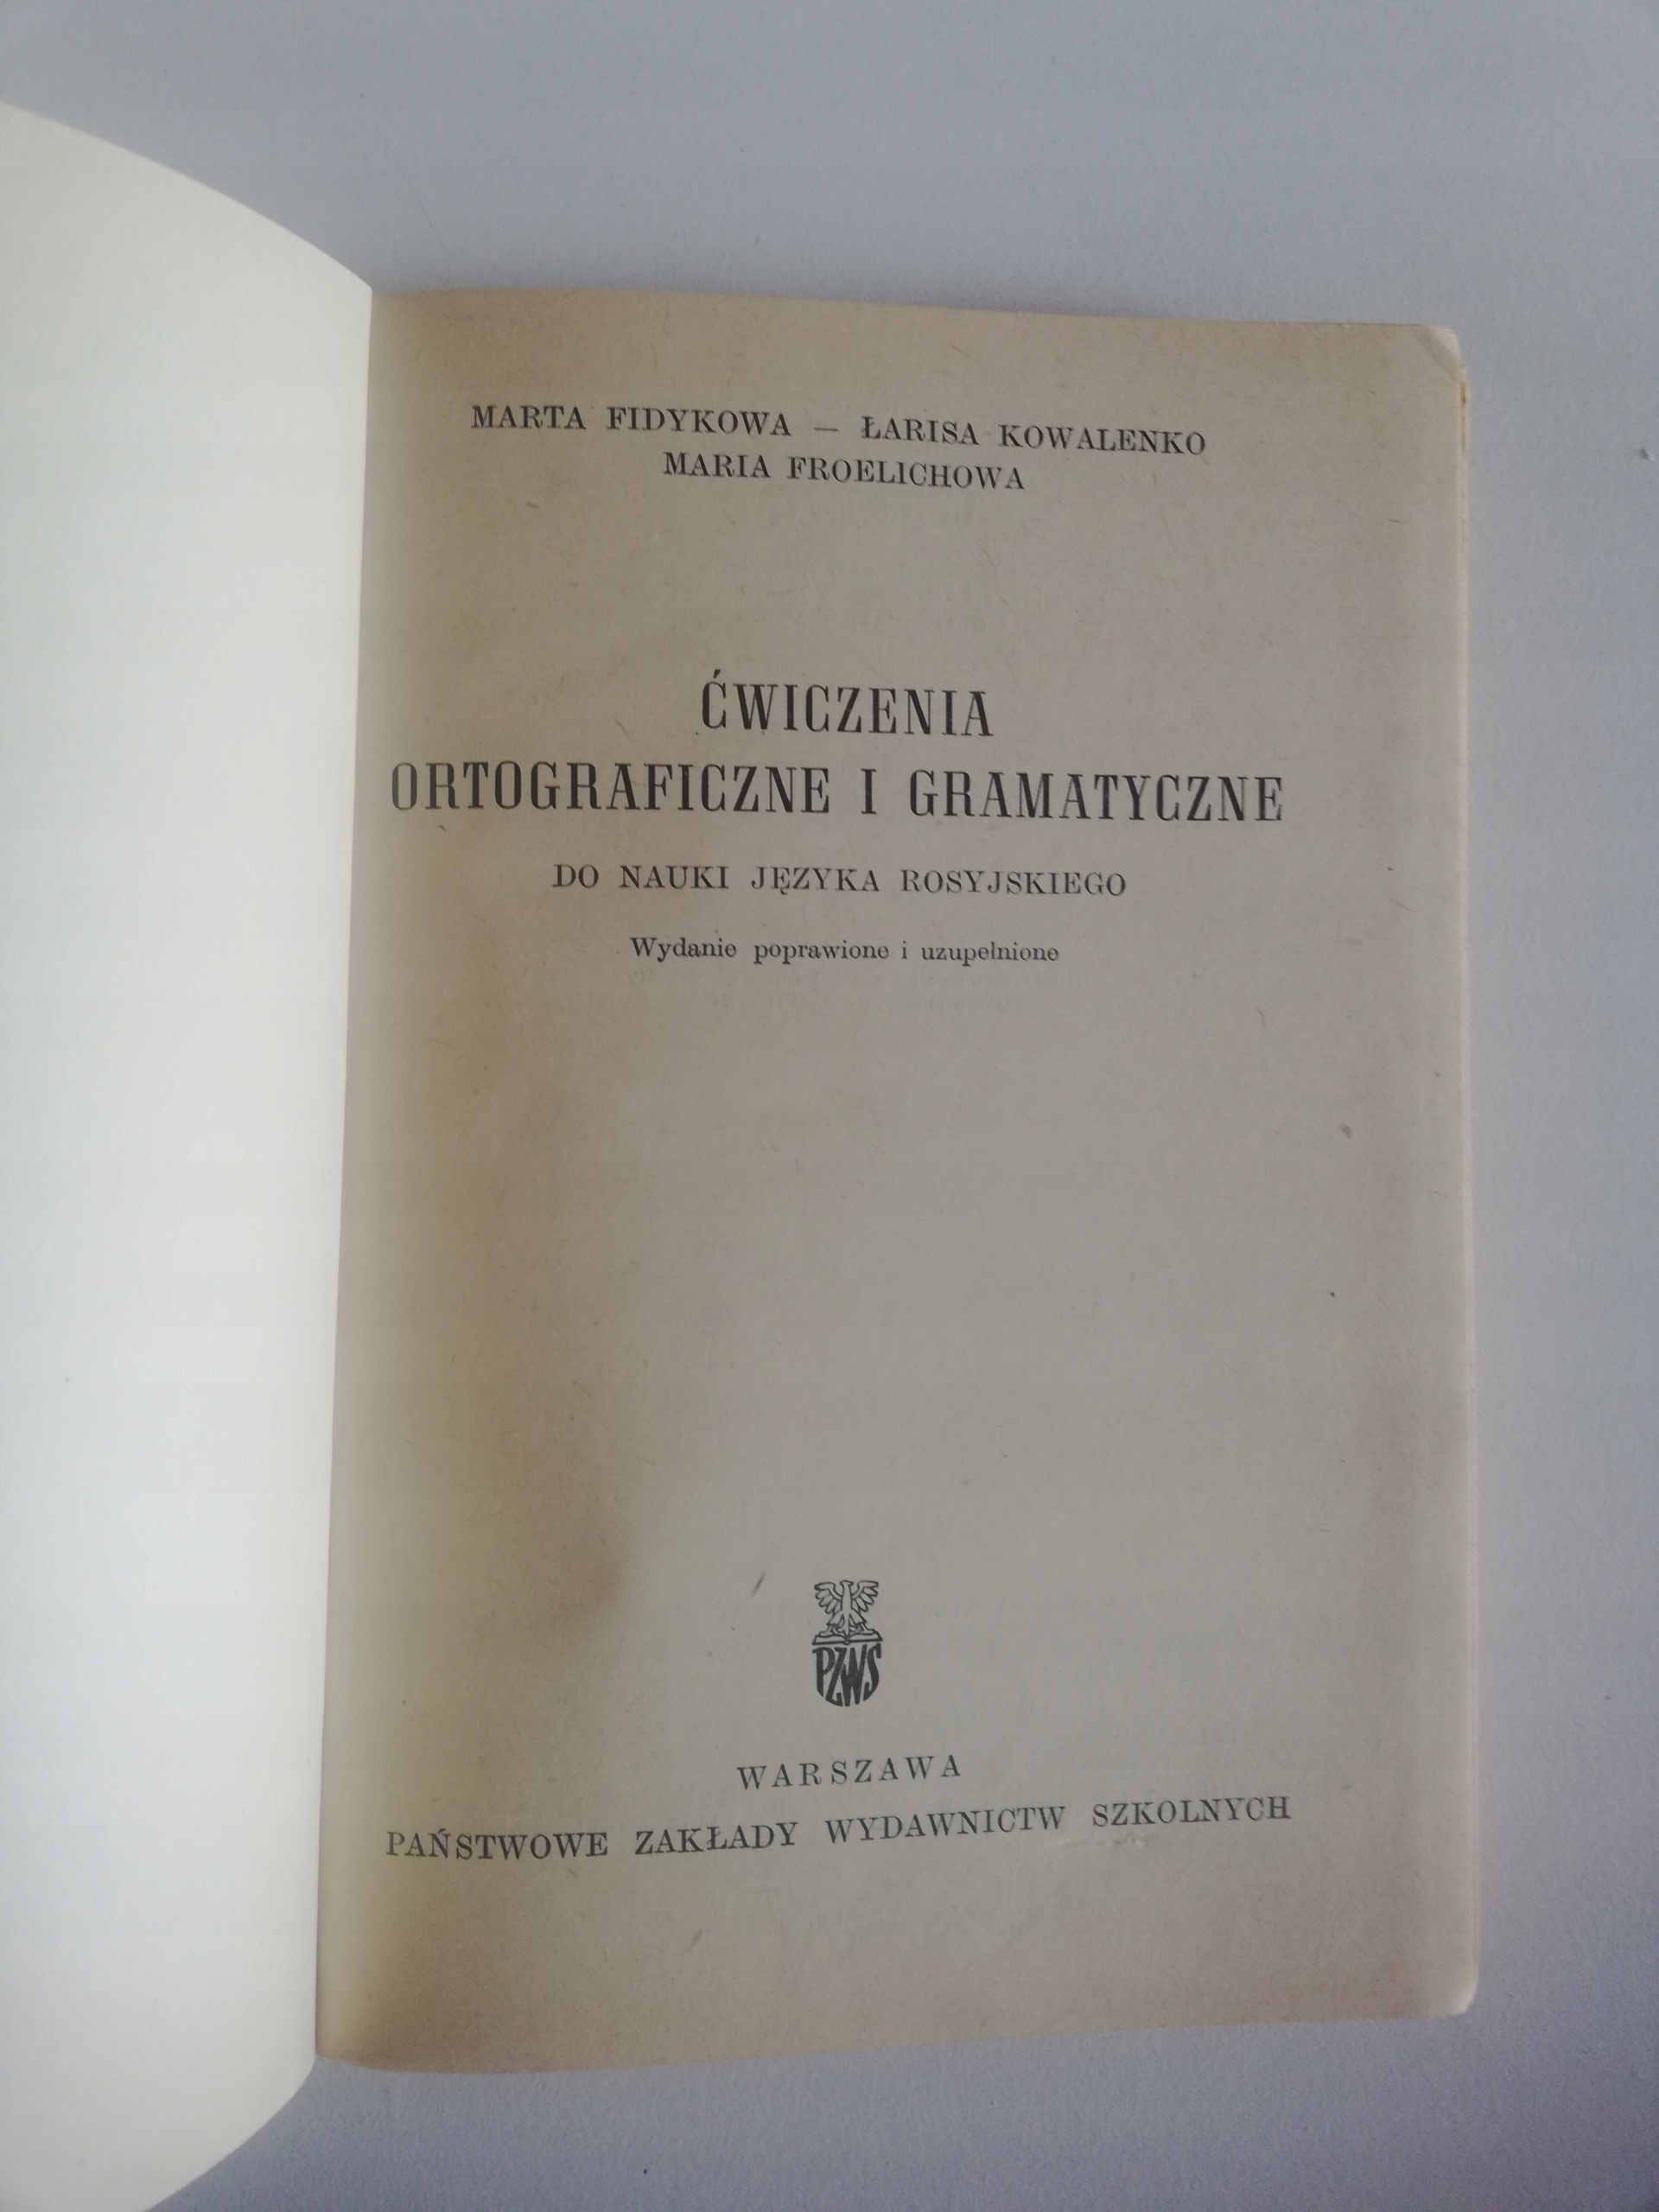 MARTA FIDYKOWA — ŁARISA KOWALENKO
MARIA FROELICHOWA
ĆWICZENIA
ORTOGRAFICZNE I GRAMATYCZNE
DO NAUKI JĘZYKA ROSYJSKIEGO
Wydanie poprawione i uzupełnione
PZWS
WARSZAWA
PAŃSTWOWE ZAKŁADY WYDAWNICTW SZKOLNYCH